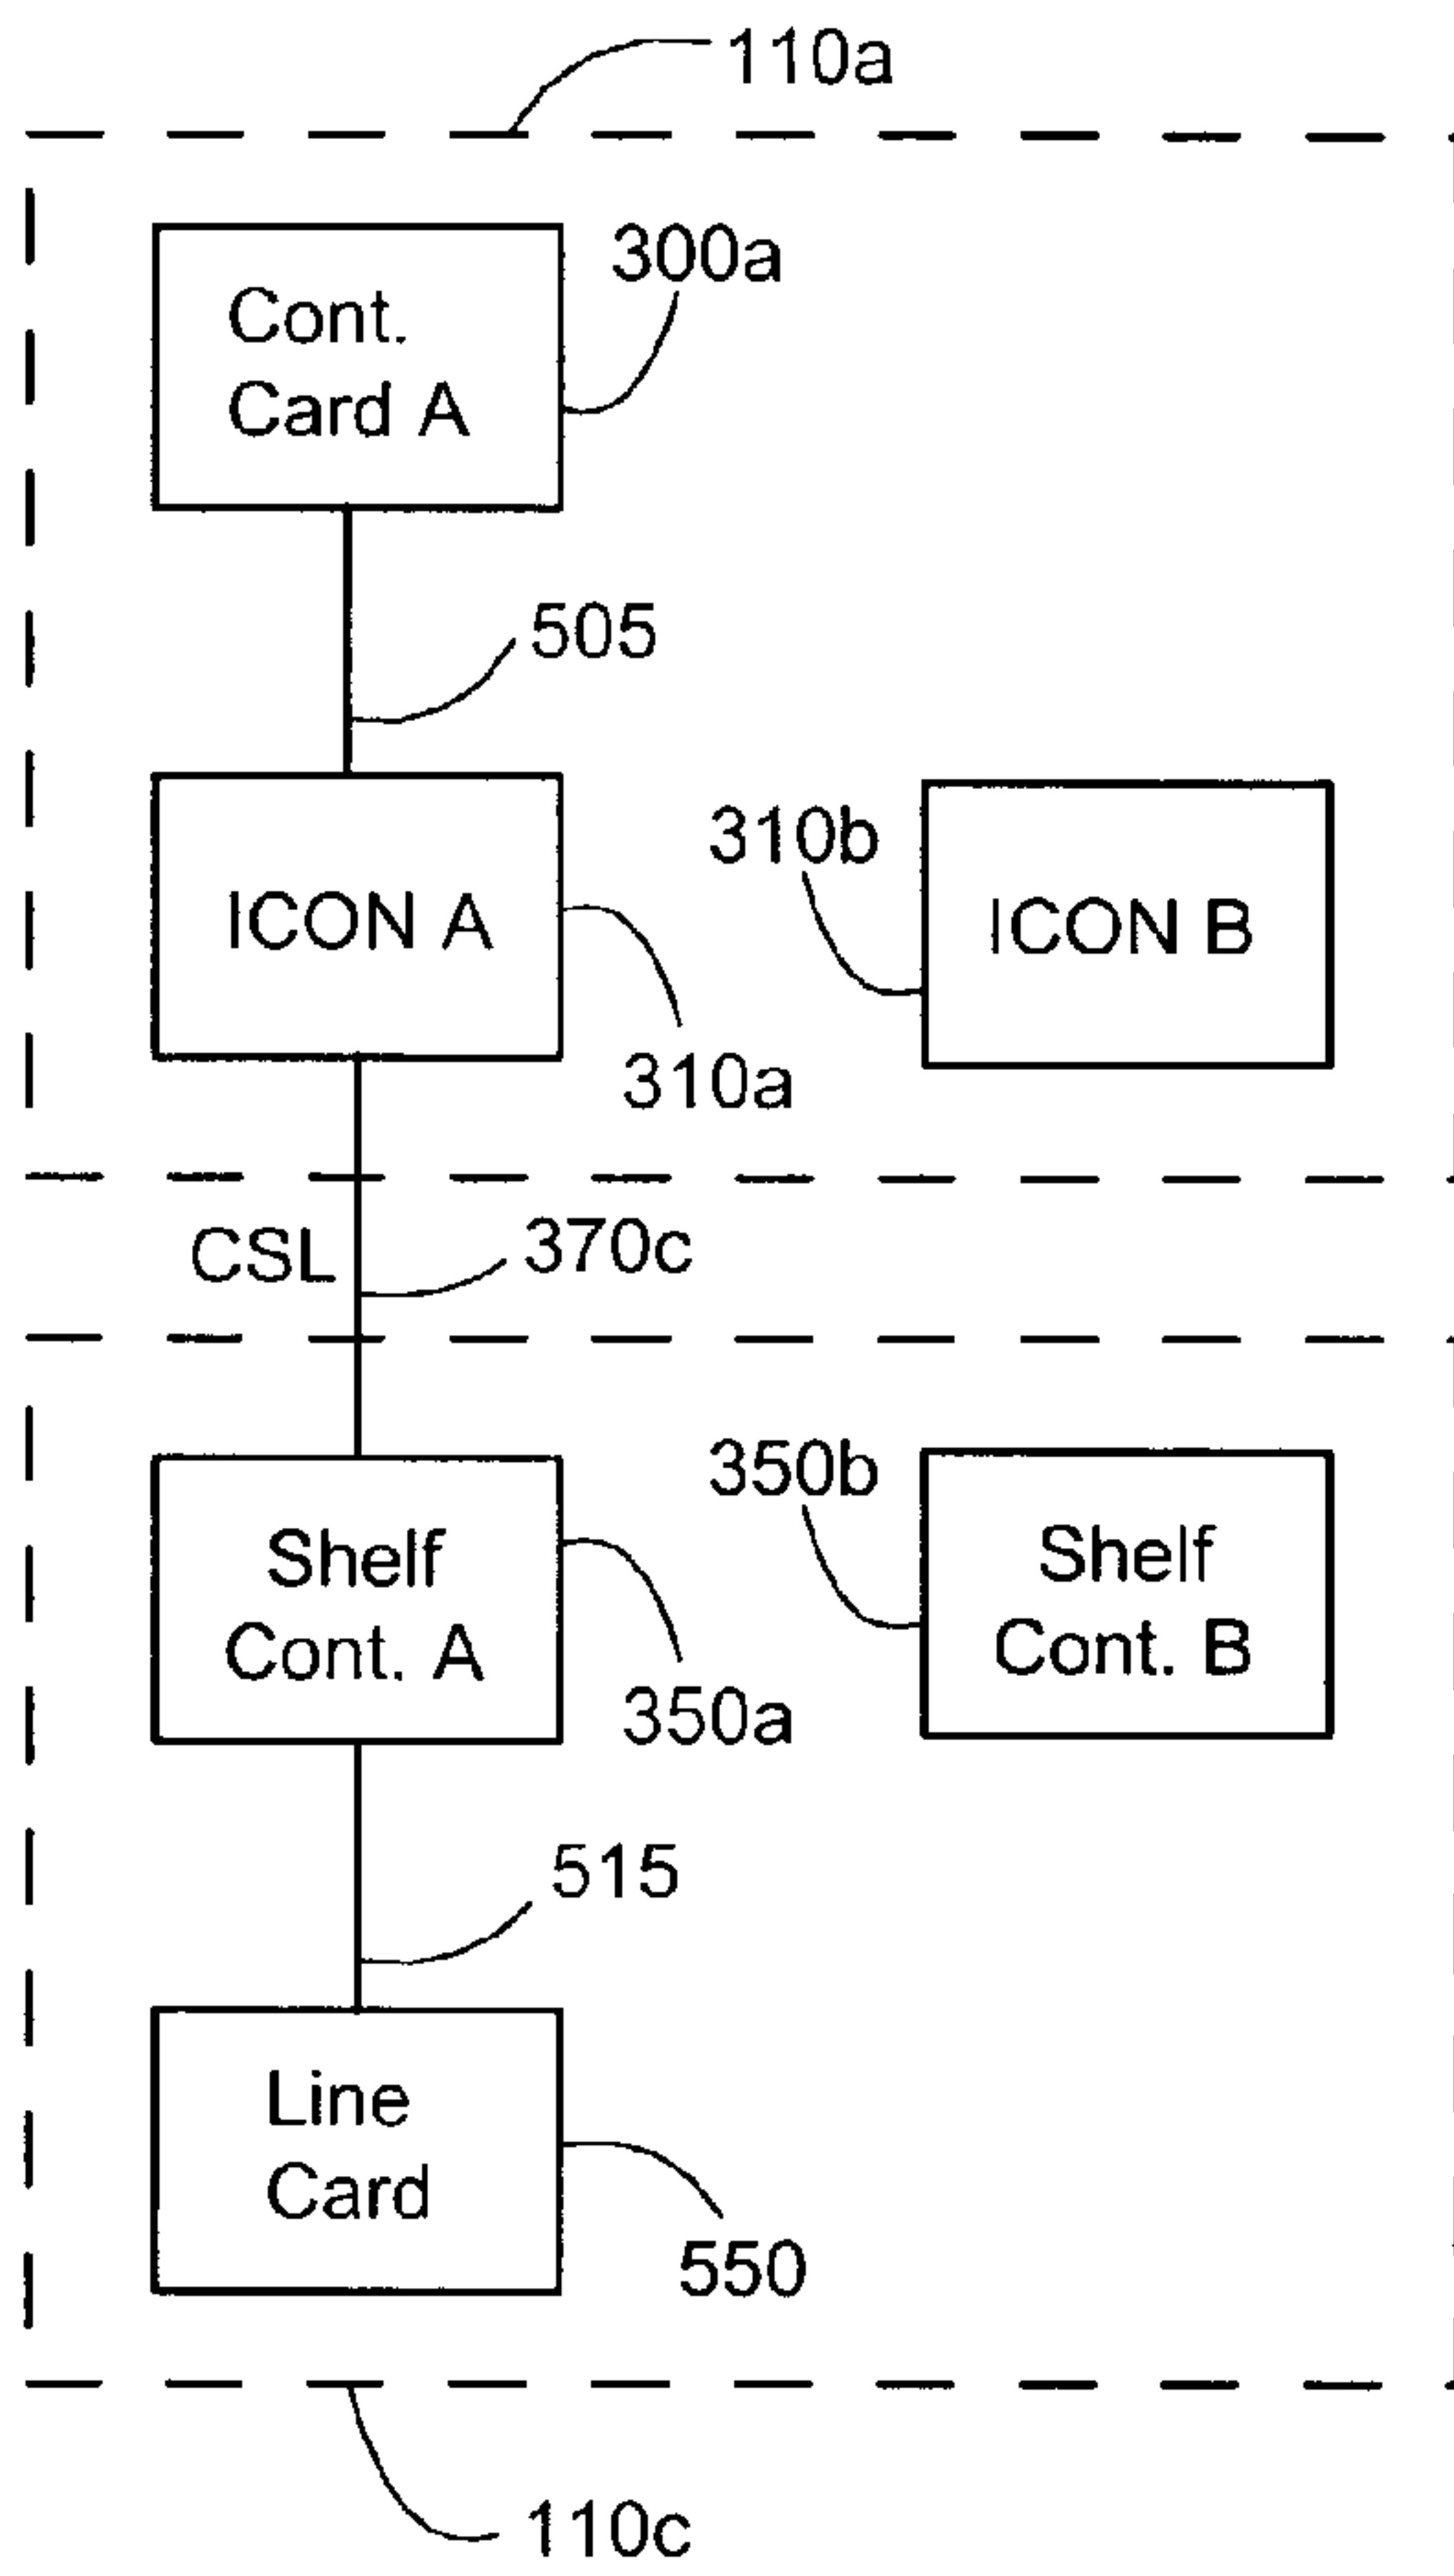 110a
300a
Cont.
Card A
505
310b
ICON A
ICON B
310a
CSL
370c
350b
Shelf
Cont. A
Shelf
Cont. B
350a
515
Line
Card
550
110c